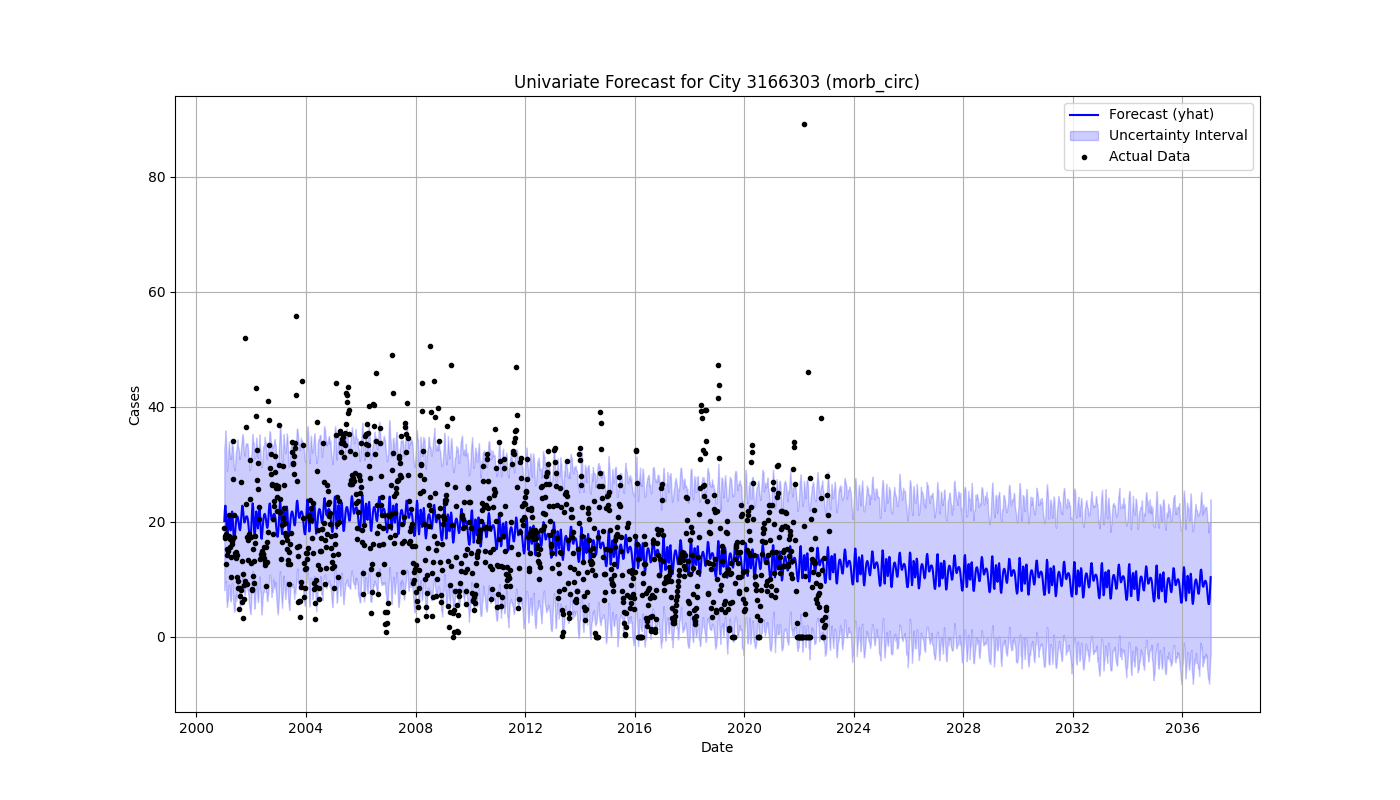 Univariate Forecast for City 3166303 (morb_circ)
Forecast (yhat)
Uncertainty Interval
Actual Data
80
60
40
20
0
Cases
2000 2004 2008 2012 2016 2020 2024 2028 2032 2036
Date